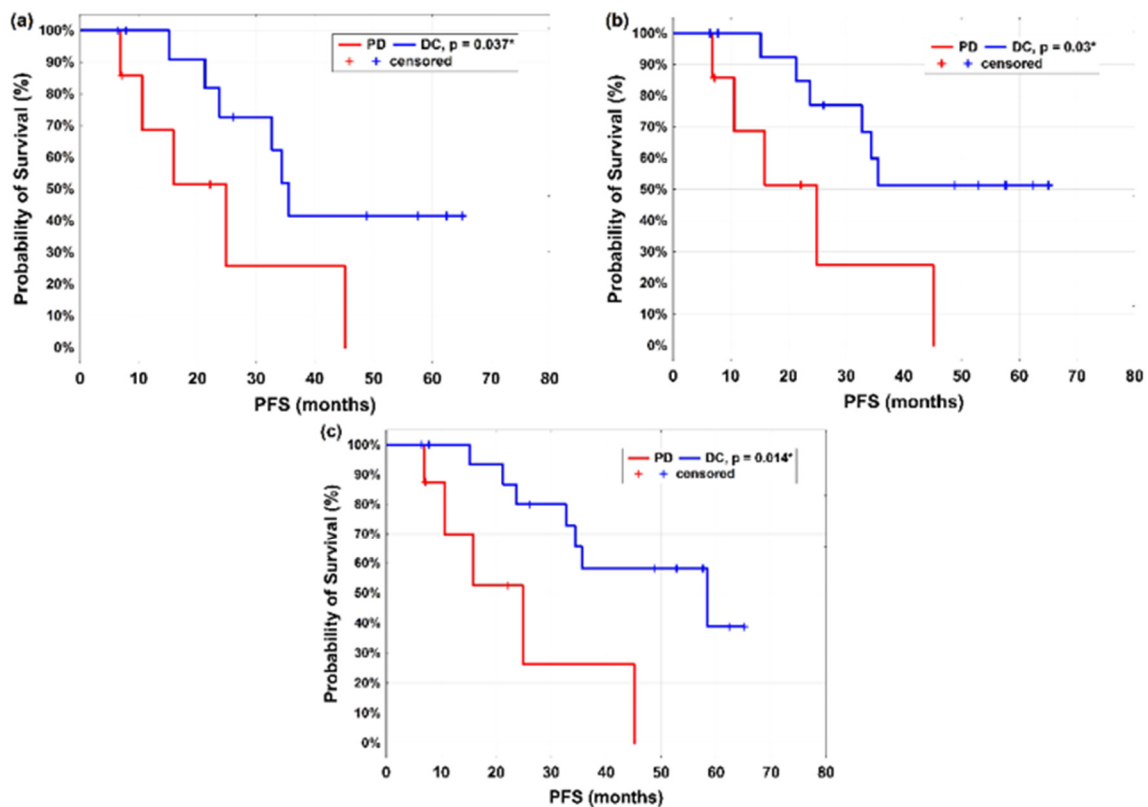 (a)
PD DC, p = 0.037*
censored
Probability of Survival (%)
100%
90%
80%
70%
60%
50%
40%
30%
20%
10%
0%
0 10 20 30 40 50 60 70 80
PFS (months)
(b)
PD DC, p = 0.03*
censored
Probability of Survival (%)
100%
90%
80%
70%
60%
50%
40%
30%
20%
10%
0%
0 10 20 30 40 50 60 70 80
PFS (months)
(c)
PD DC, p = 0.014*
censored
Probability of Survival (%)
100%
90%
80%
70%
60%
50%
40%
30%
20%
10%
0%
0 10 20 30 40 50 60 70 80
PFS (months)